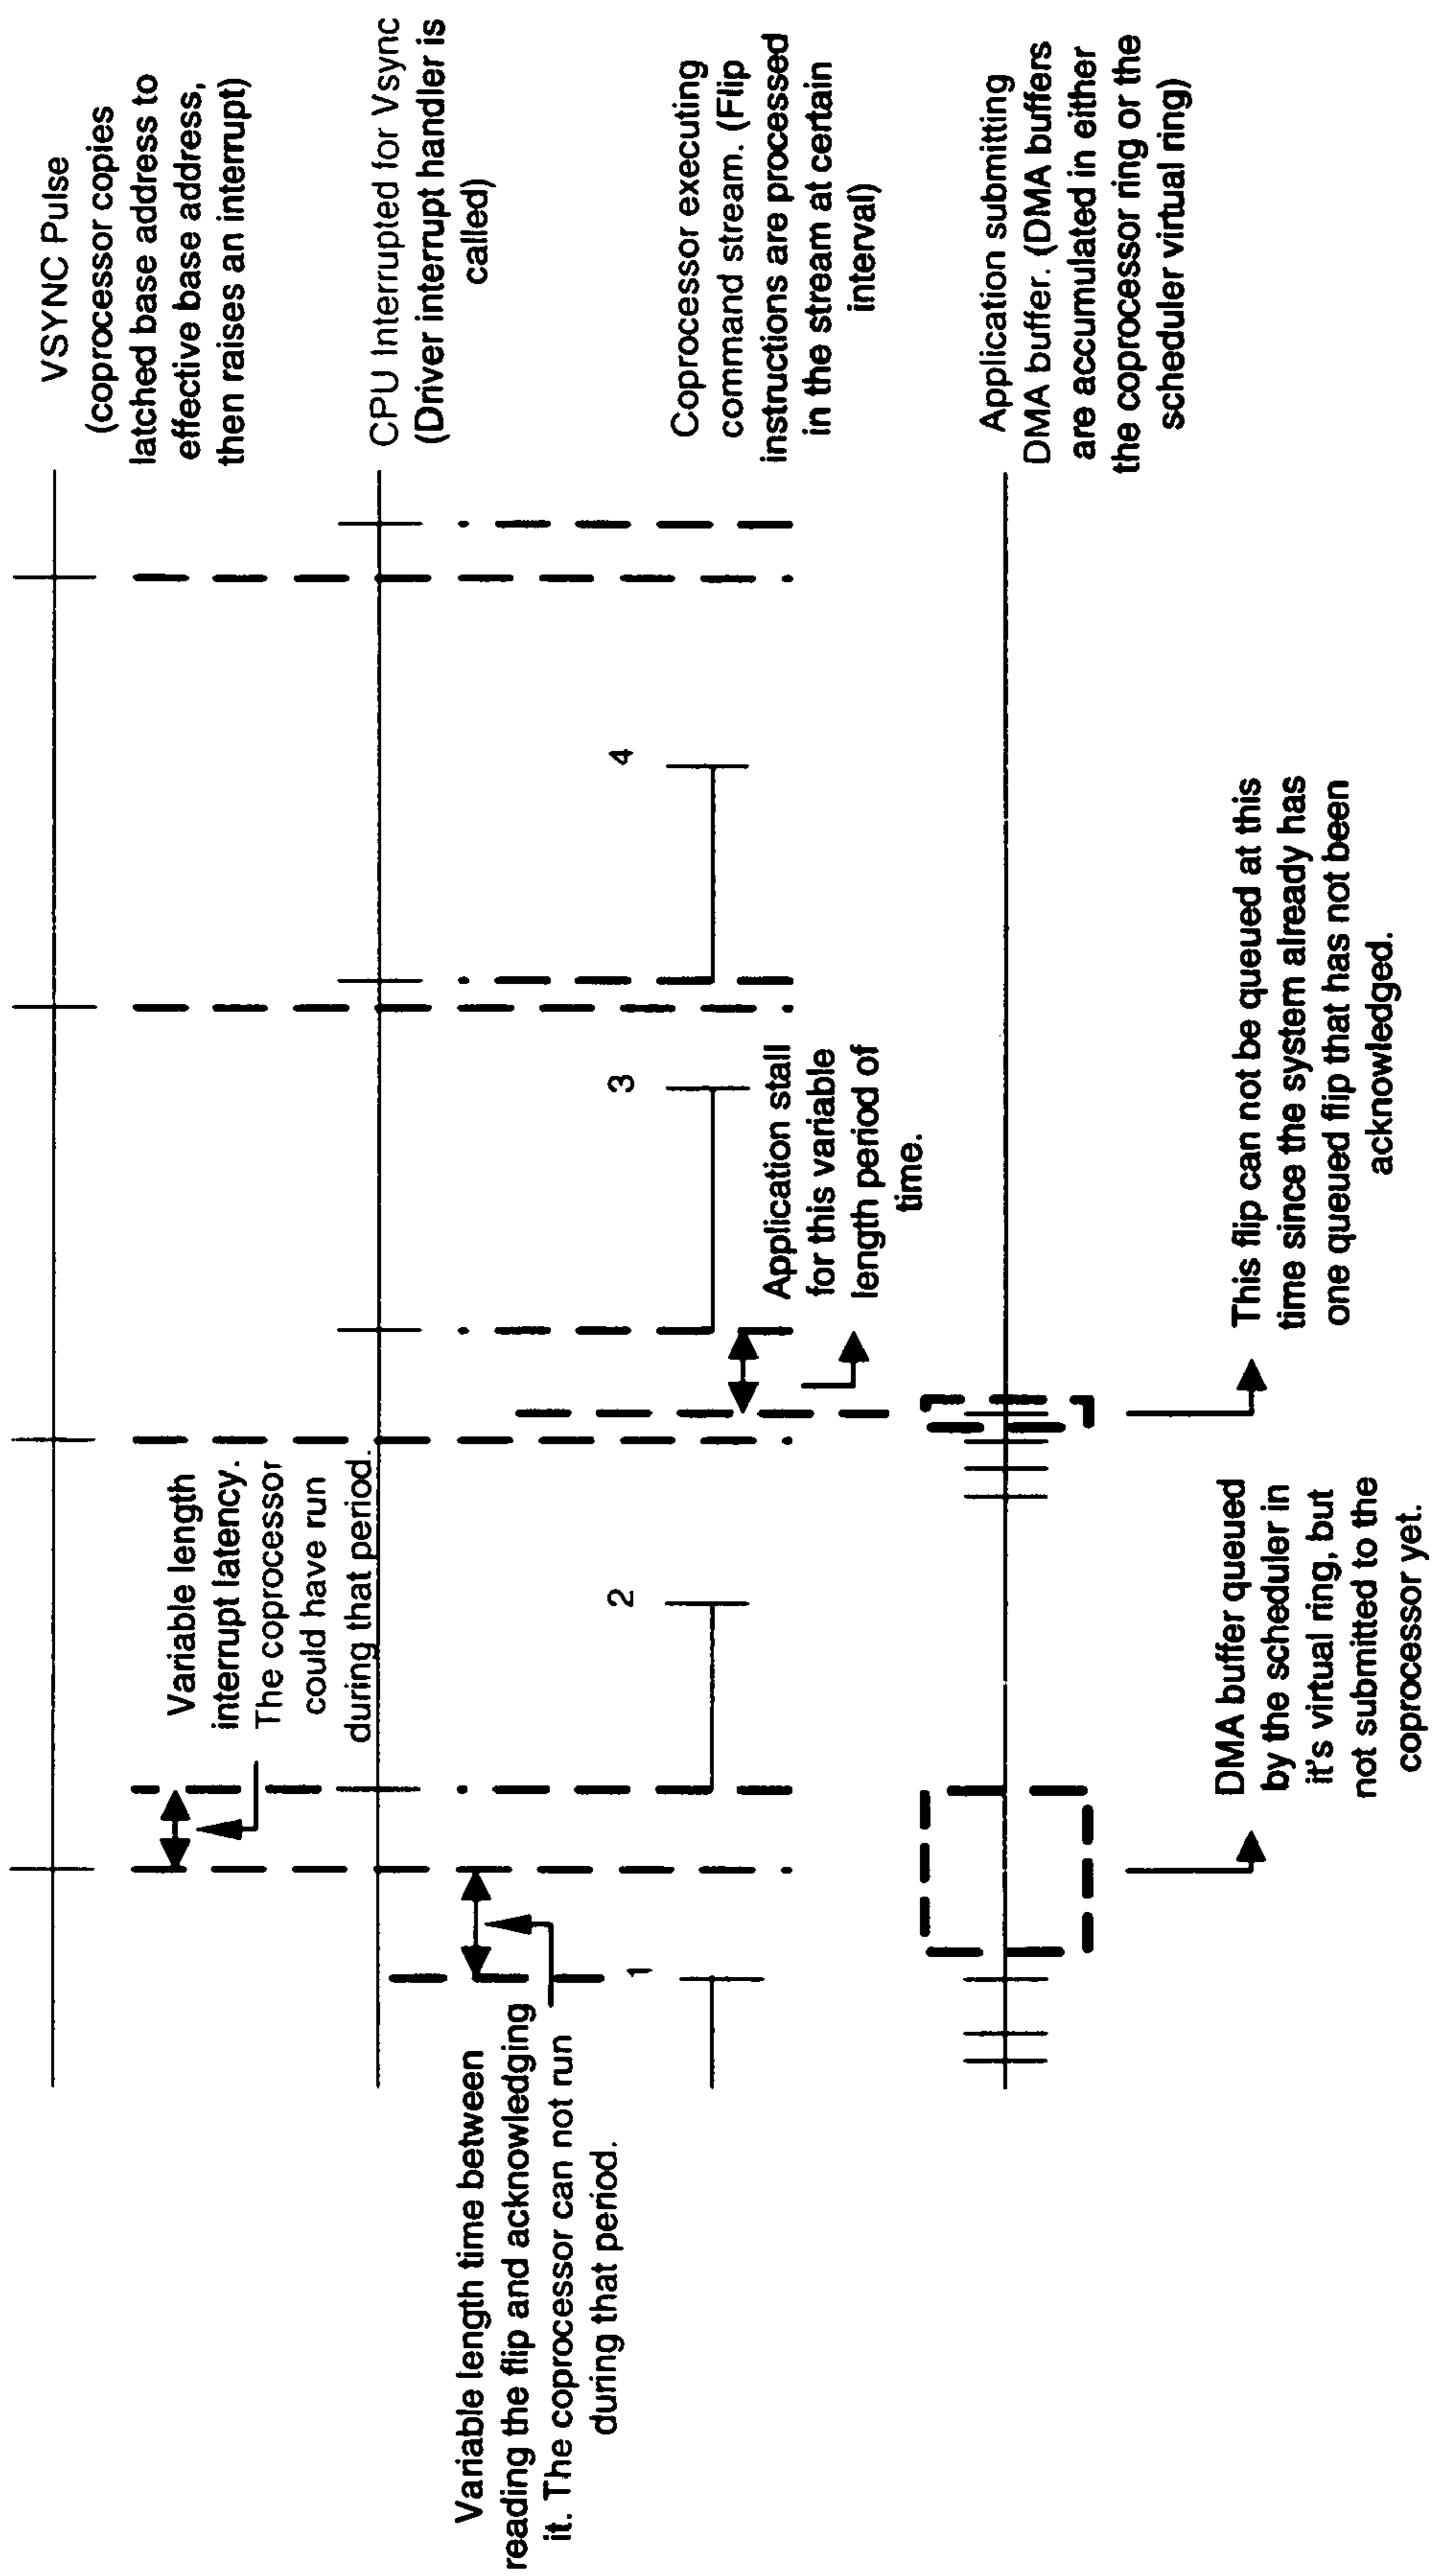 VSYNC Pulse
(coprocessor copies
latched base address to
effective base address,
then raises an interrupt)
Variable length
interrupt latency.
The coprocessor
could have run
during that period.
CPU Interrupted for Vsync
(Driver interrupt handler is
called)
Variable length time between
reading the flip and acknowledging
it. The coprocessor can not run
during that period.
1
2
3
4
Coprocessor executing
command stream. (Flip
instructions are processed
in the stream at certain
interval)
Application stall
for this variable
length period of
time.
Application submitting
DMA buffer. (DMA buffers
are accumulated in either
the coprocessor ring or the
scheduler virtual ring)
DMA buffer queued
by the scheduler in
it's virtual ring, but
not submitted to the
coprocessor yet.
This flip can not be queued at this
time since the system already has
one queued flip that has not been
acknowledged.